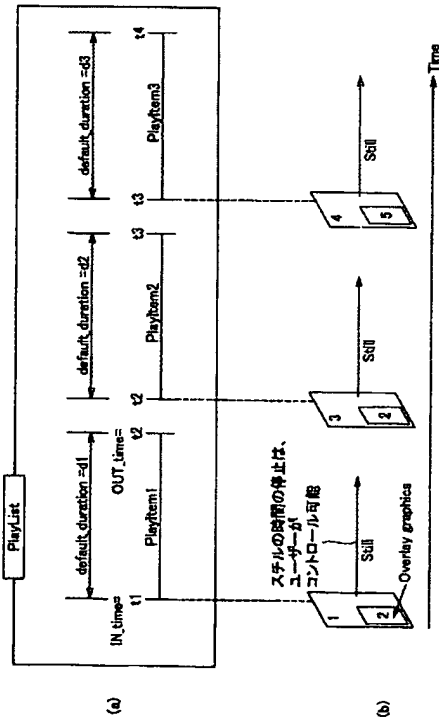 (a)
PlayList
default_duration =d1
default_duration =d2
default_duration =d3
IN_time=
t1
OUT_time=
t2
t2
t3
t3
t4
PlayItem1
PlayItem2
PlayItem3
(b)
ステルの時間の停止は、
ユーザーが
コントロール可能
1
2
Still
Overlay graphics
3
2
Still
4
5
Still
Time